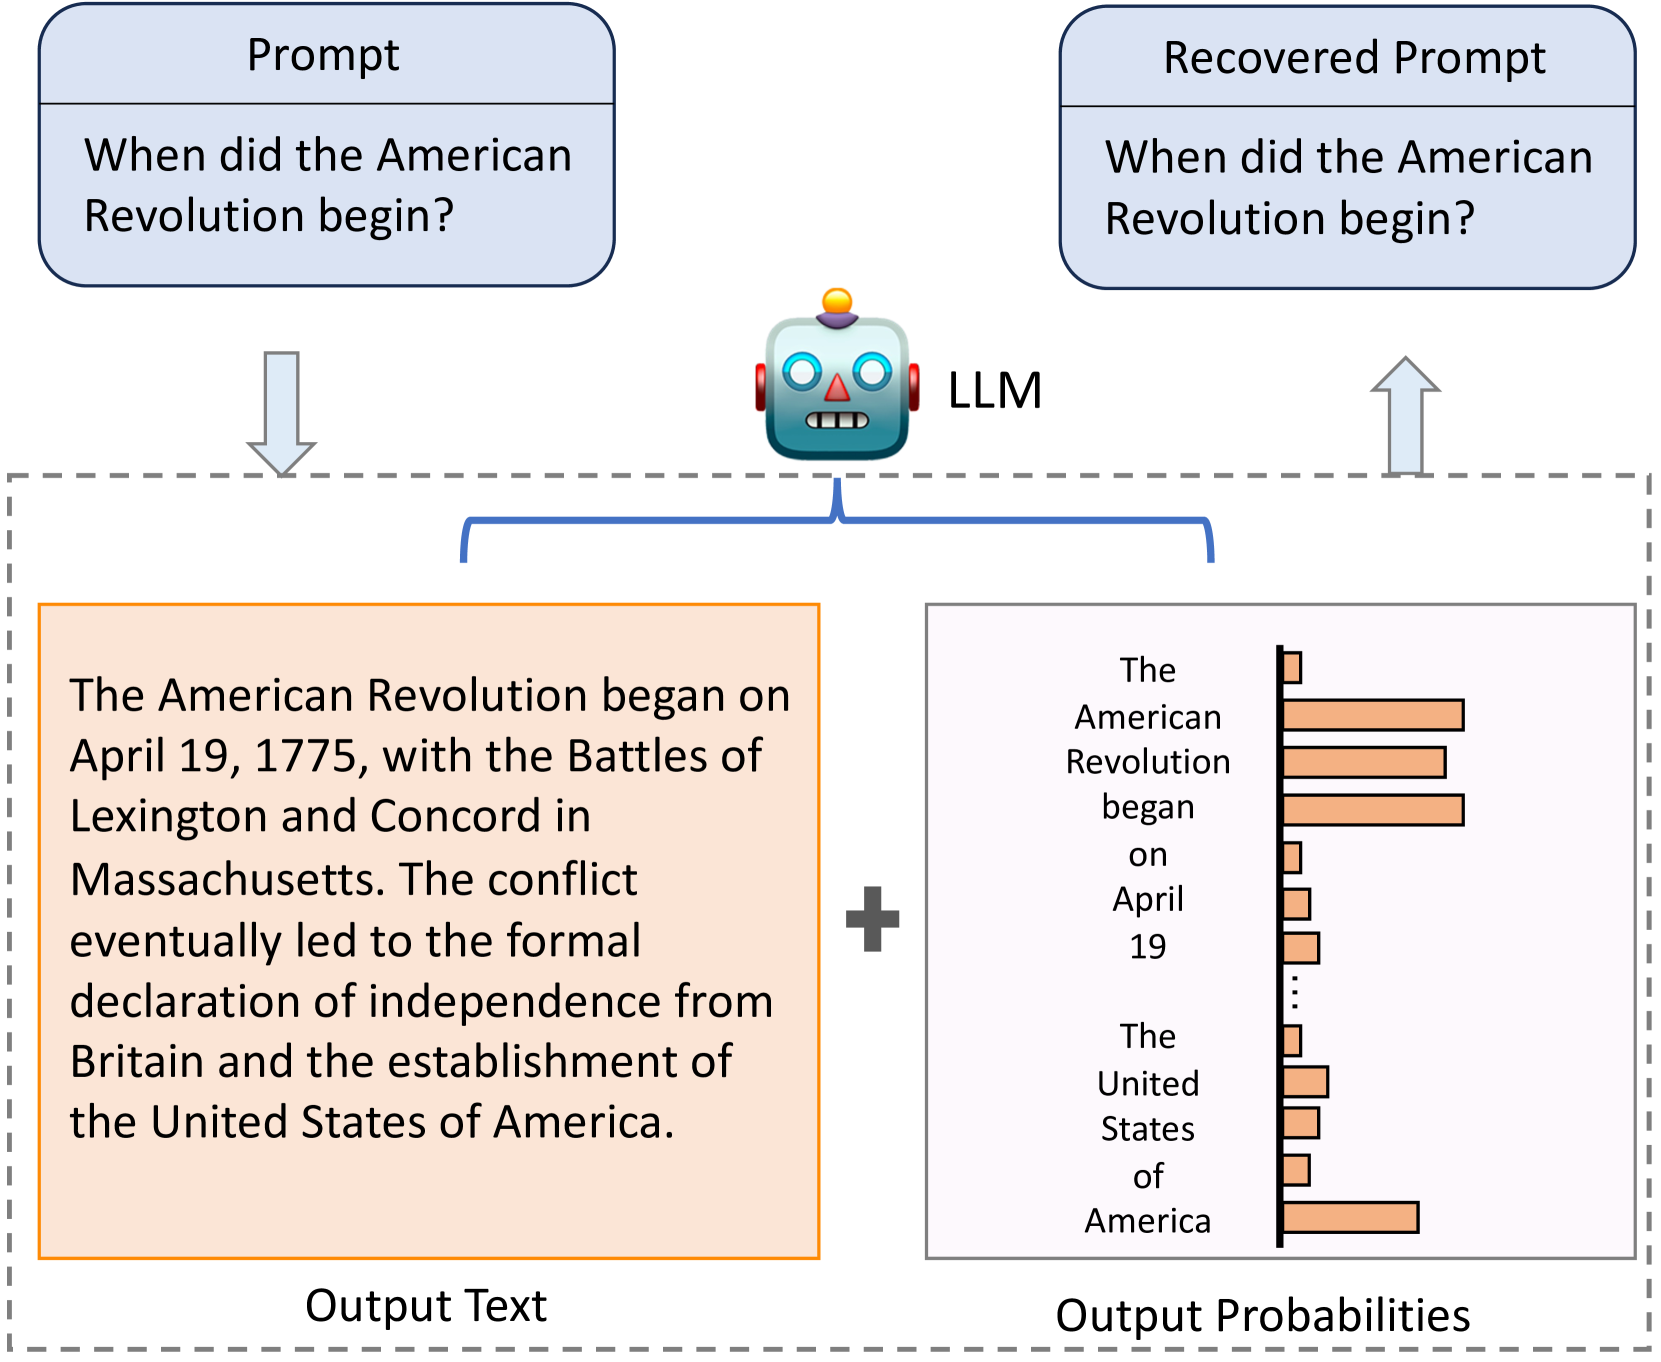 Prompt
When did the American
Revolution begin?
Recovered Prompt
When did the American
Revolution begin?
LLM
The American Revolution began on
April 19, 1775, with the Battles of
Lexington and Concord in
Massachusetts. The conflict
eventually led to the formal
declaration of independence from
Britain and the establishment of
the United States of America.
Output Text
The
American
Revolution
began
on
April
19
The
United
States
of
America
Output Probabilities